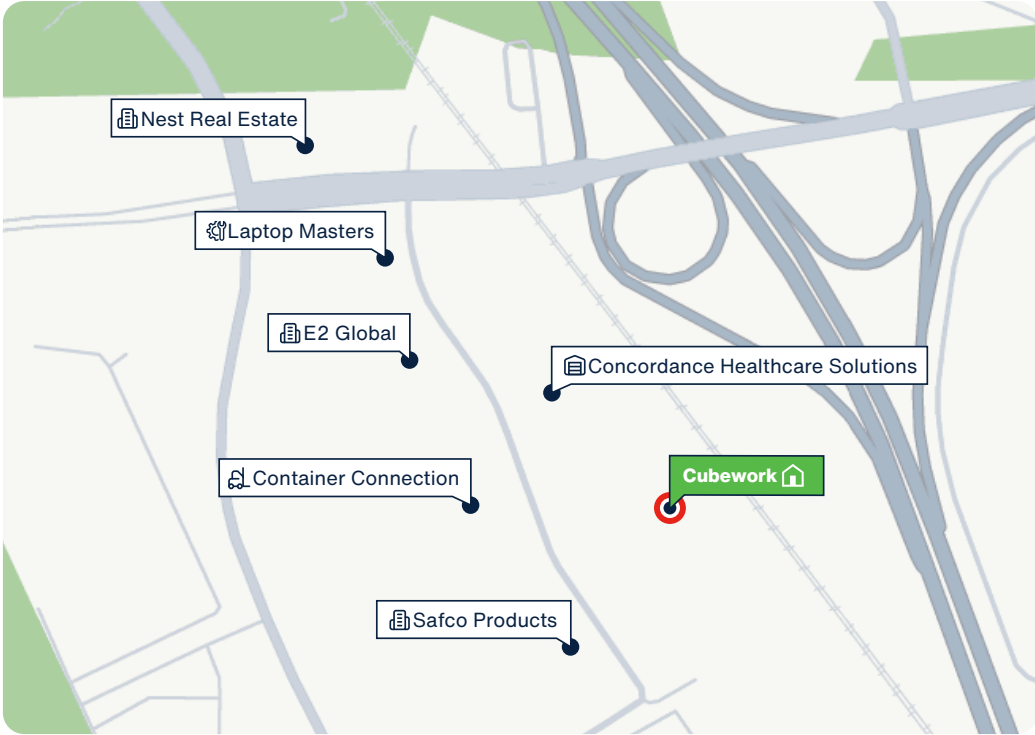 Nest Real Estate
Laptop Masters
E2 Global
Concordance Healthcare Solutions
Container Connection
Cubework
Safco Products